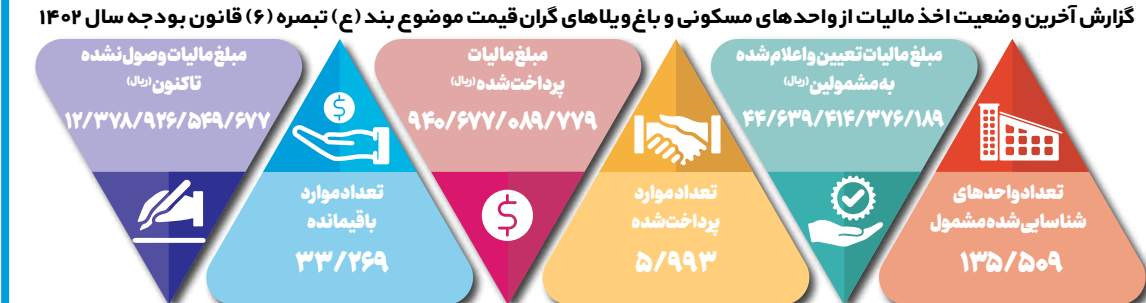 گزارش آخرین وضعیت اخذ مالیات از واحدهای مسکونی و باغ‌ویلاهای گران‌قیمت موضوع بند (ع) تبصره (۶) قانون بودجه سال ۱۴۰۲
تعداد واحدهای
شناسایی‌شده مشمول
۱۳۵/۵۰۹
مبلغ مالیات تعیین و اعلام شده
به مشمولین (ریال)
۴۴/۶۳۹/۴۱۴/۳۷۶/۱۸۹
تعداد موارد
پرداخت‌شده
۵/۹۹۳
مبلغ مالیات
پرداخت‌شده (ریال)
۹۴۰/۶۷۷/۰۸۹/۷۷۹
تعداد موارد
باقیمانده
۳۳/۲۶۹
مبلغ مالیات وصول نشده
تاکنون (ریال)
۱۲/۳۷۸/۹۲۶/۵۴۹/۶۷۷